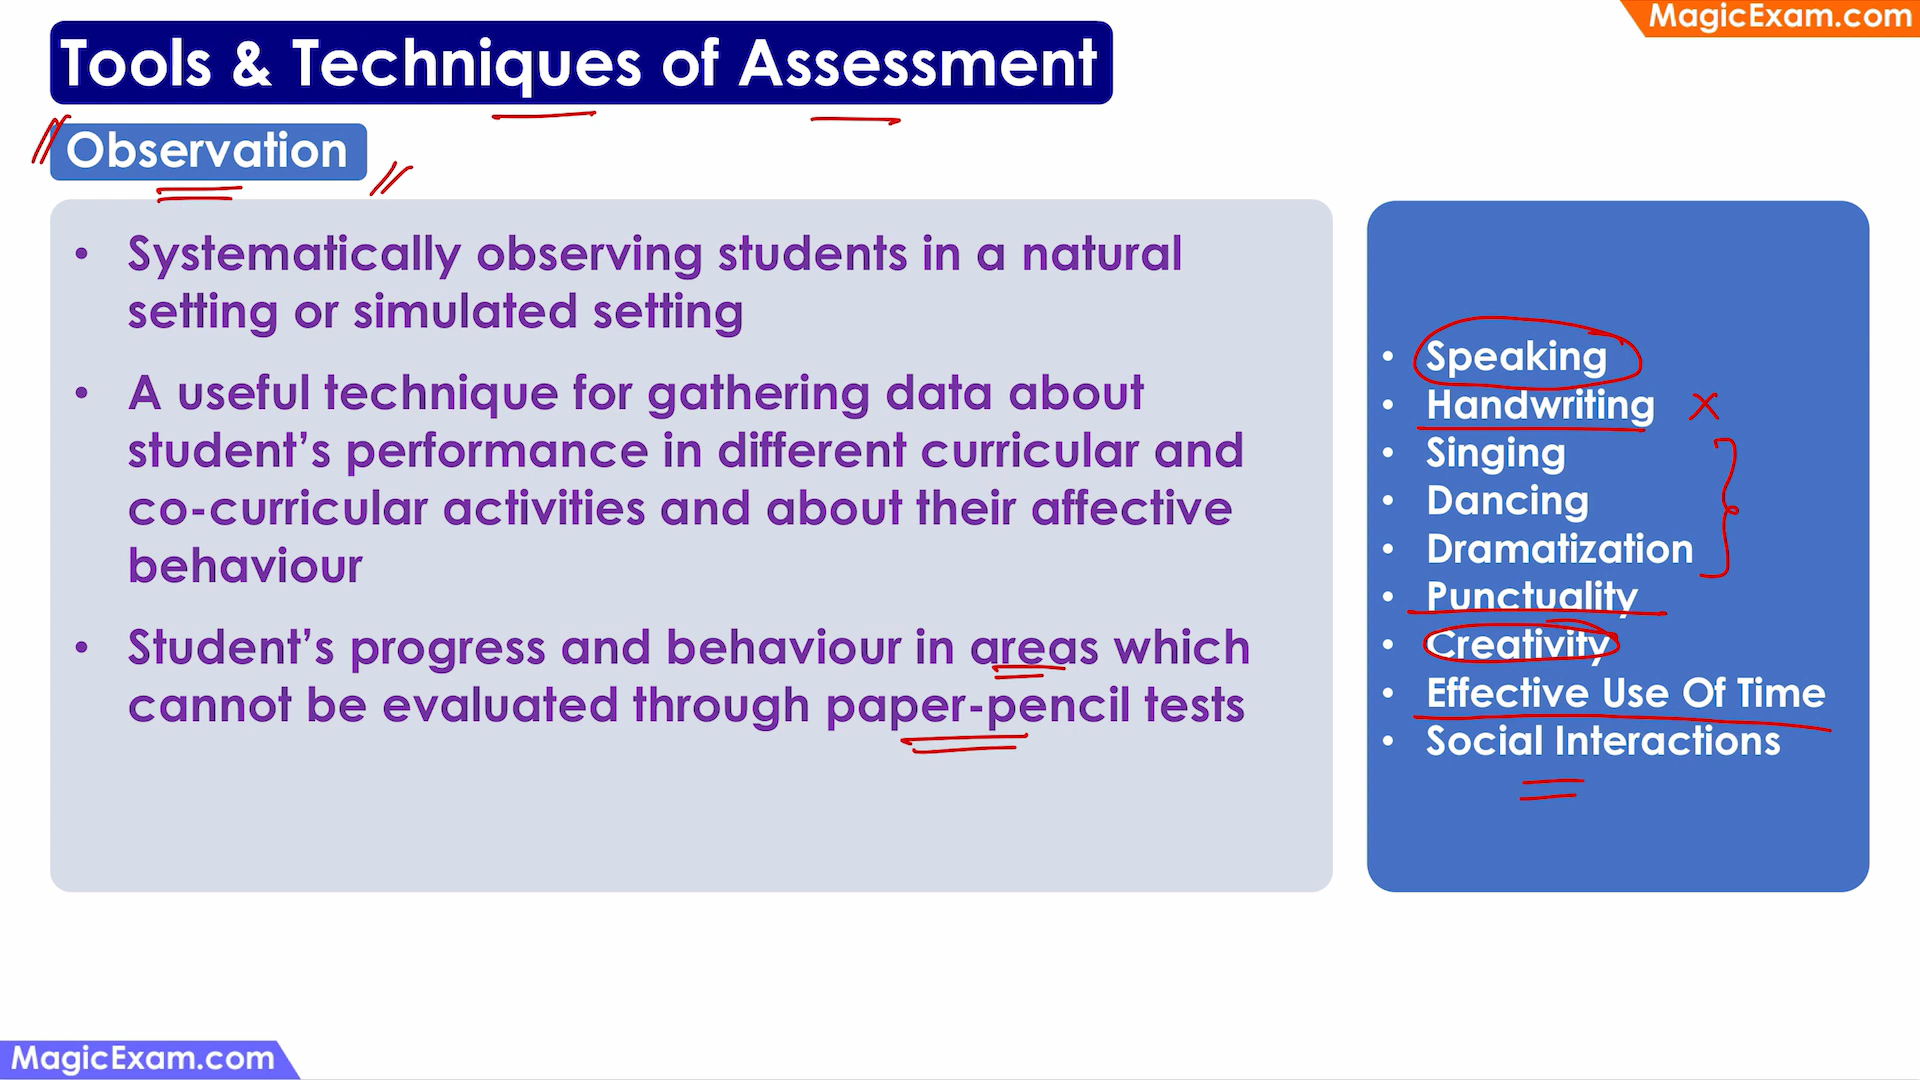 MagicExam.com
Tools & Techniques of Assessment
Observation
• Systematically observing students in a natural
setting or simulated setting
• A useful technique for gathering data about
student’s performance in different curricular and
co-curricular activities and about their affective
behaviour
• Student’s progress and behaviour in areas which
cannot be evaluated through paper-pencil tests
• Speaking
• Handwriting x
• Singing
• Dancing
• Dramatization
• Punctuality
• Creativity
• Effective Use Of Time
• Social Interactions
MagicExam.com